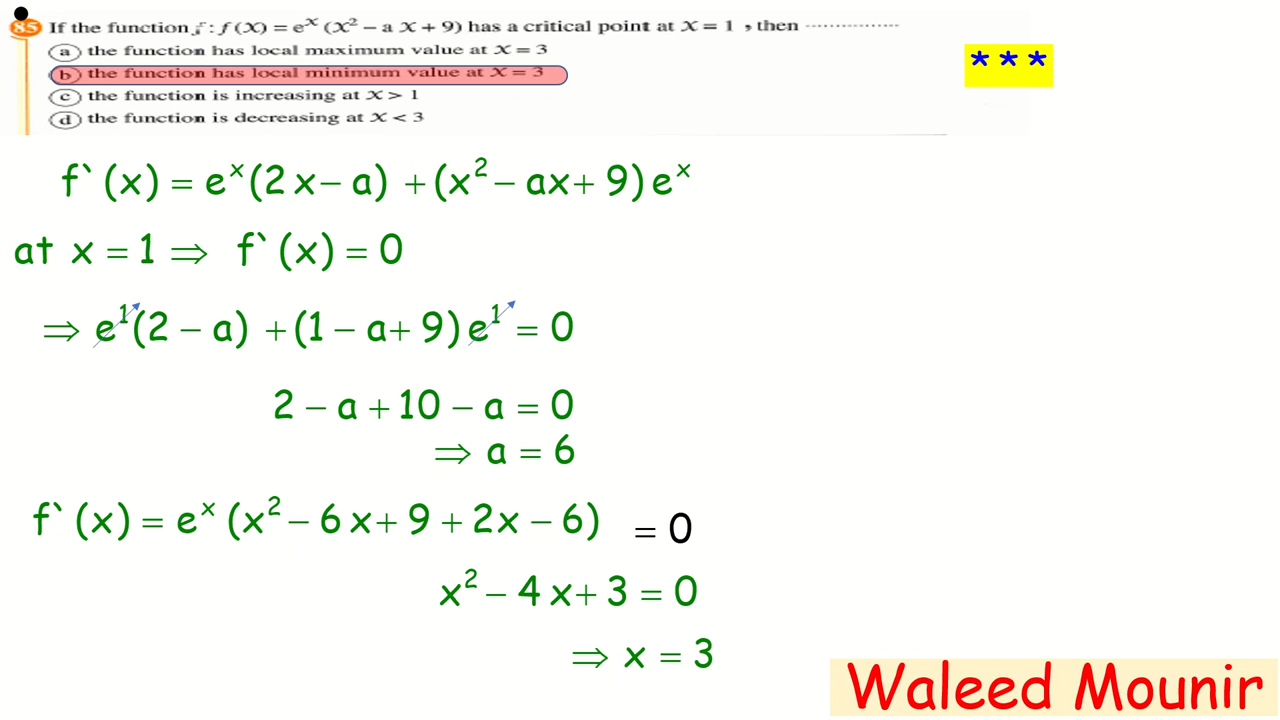 85 If the function f : f (X) = e^x (X² – a X + 9) has a critical point at X = 1 , then ················
a the function has local maximum value at X = 3
b the function has local minimum value at X = 3
c the function is increasing at X > 1
d the function is decreasing at X < 3
* * *
f`(x) = e^x(2x – a) + (x² – ax + 9)e^x
at x = 1 ⇒ f`(x) = 0
⇒ e¹(2 – a) + (1 – a + 9)e¹ = 0
2 – a + 10 – a = 0
⇒ a = 6
f`(x) = e^x (x² – 6x + 9 + 2x – 6) = 0
x² – 4x + 3 = 0
⇒ x = 3
Waleed Mounir